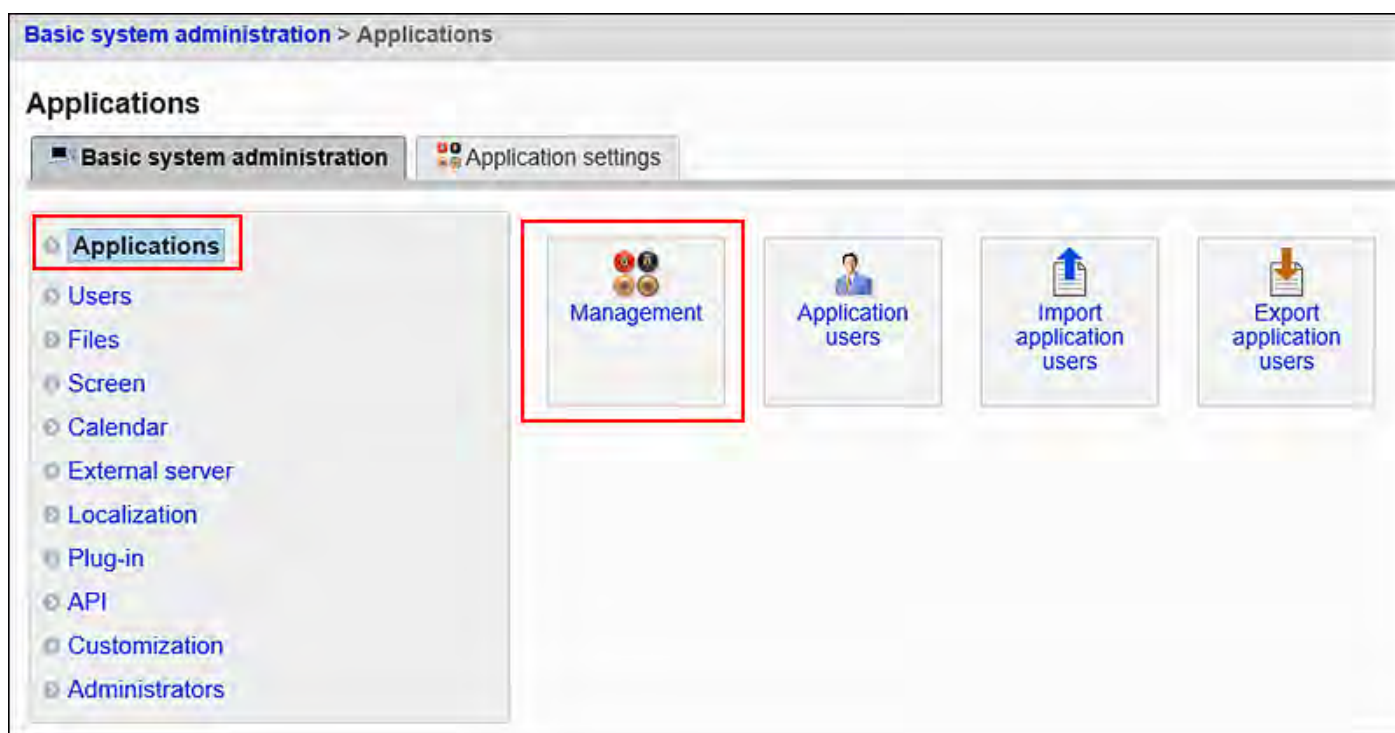 Basic system administration > Applications
Applications
Basic system administration
Application settings
Applications
Users
Files
Screen
Calendar
External server
Localization
Plug-in
API
Customization
Administrators
Management
Application
users
Import
application
users
Export
application
users